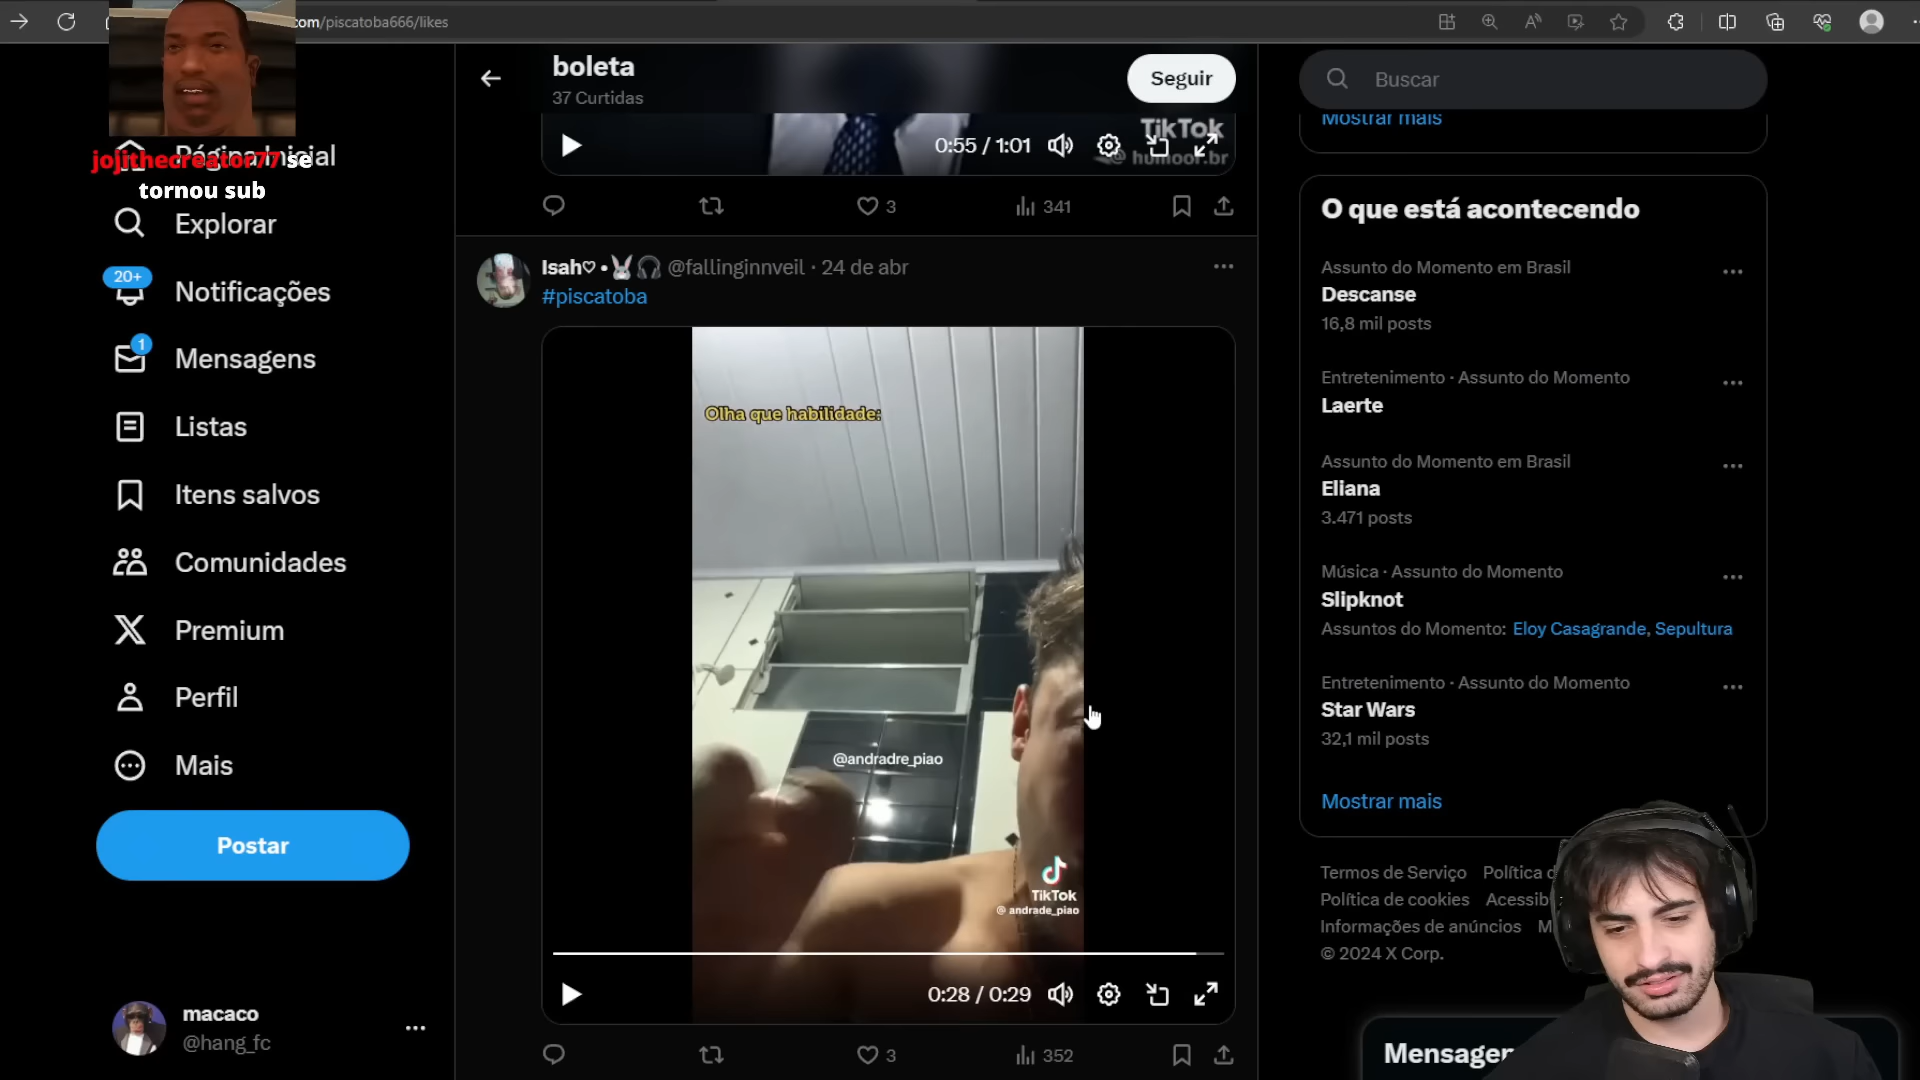 com/piscatoba666/likes
jojithecreator77 se
tornou sub
Página Inicial
Explorar
20+
Notificações
1
Mensagens
Listas
Itens salvos
Comunidades
Premium
Perfil
Mais
Postar
macaco
@hang_fc
boleta
37 Curtidas
Seguir
TikTok
@ humoor.br
0:55 / 1:01
3
341
Isah♡ •🐰🎧 @fallinginnveil · 24 de abr
#piscatoba
Olha que habilidade:
@andradre_piao
TikTok
@ andrade_piao
0:28 / 0:29
3
352
Buscar
Mostrar mais
O que está acontecendo
Assunto do Momento em Brasil
Descanse
16,8 mil posts
Entretenimento · Assunto do Momento
Laerte
Assunto do Momento em Brasil
Eliana
3.471 posts
Música · Assunto do Momento
Slipknot
Assuntos do Momento: Eloy Casagrande, Sepultura
Entretenimento · Assunto do Momento
Star Wars
32,1 mil posts
Mostrar mais
Termos de Serviço Política d
Política de cookies Acessib
Informações de anúncios M
© 2024 X Corp.
Mensagen